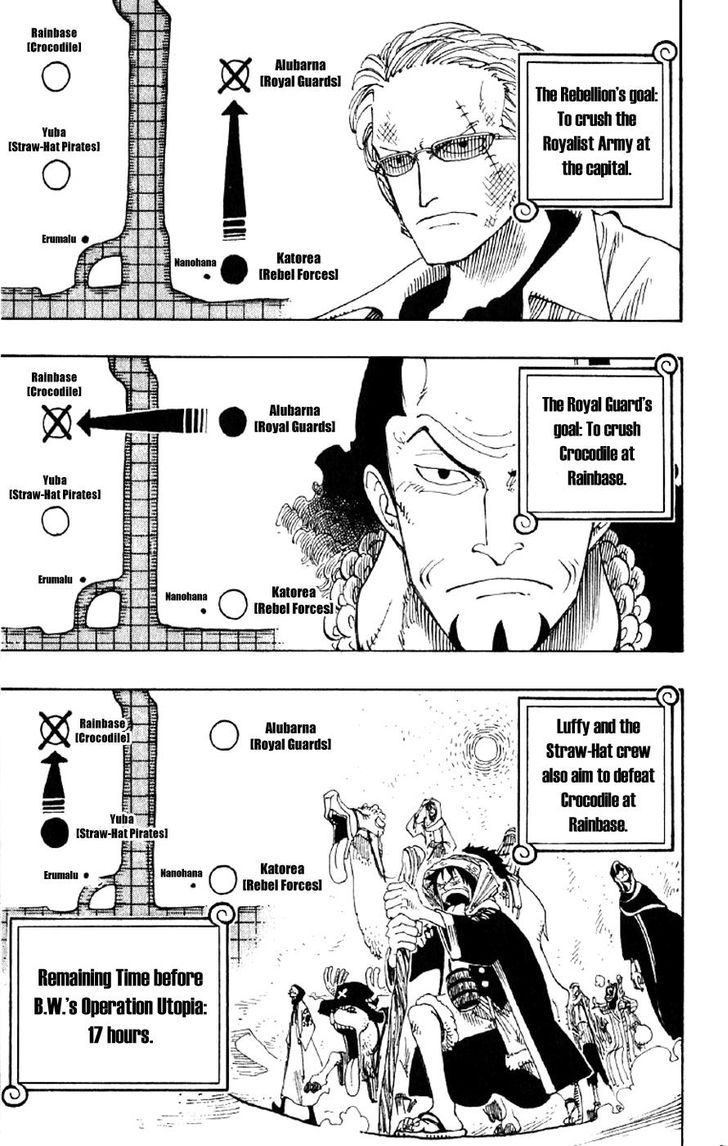 Rainbase
[Crocodile]
Alubarna
[Royal Guards]
Yuba
[Straw-Hat Pirates]
Erumalu
Nanohana
Katorea
[Rebel Forces]
The Rebellion's goal:
To crush the
Royalist Army at
the capital.
Rainbase
[Crocodile]
Alubarna
[Royal Guards]
Yuba
[Straw-Hat Pirates]
Erumalu
Nanohana
Katorea
[Rebel Forces]
The Royal Guard's
goal: To crush
Crocodile at
Rainbase.
Rainbase
[Crocodile]
Alubarna
[Royal Guards]
Yuba
[Straw-Hat Pirates]
Erumalu
Nanohana
Katorea
[Rebel Forces]
Luffy and the
Straw-Hat crew
also aim to defeat
Crocodile at
Rainbase.
Remaining Time before
B.W.'s Operation Utopia:
17 hours.